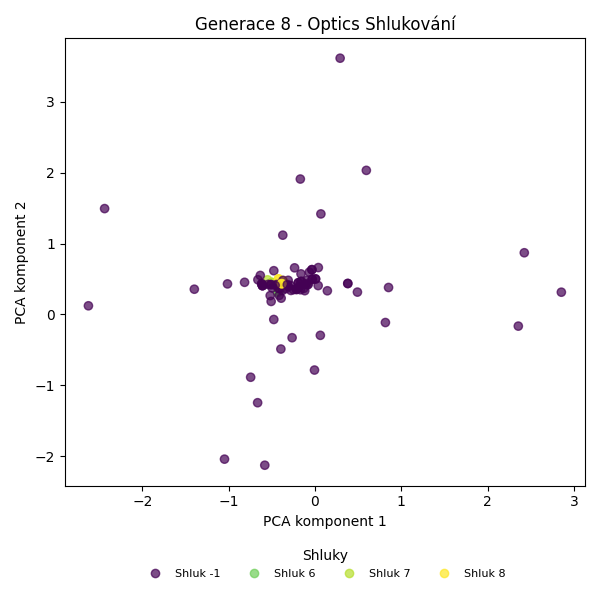 Generace 8 - Optics Shlukování
PCA komponent 2
3
2
1
0
−1
−2
−2
−1
0
1
2
3
PCA komponent 1
Shluky
Shluk -1
Shluk 6
Shluk 7
Shluk 8